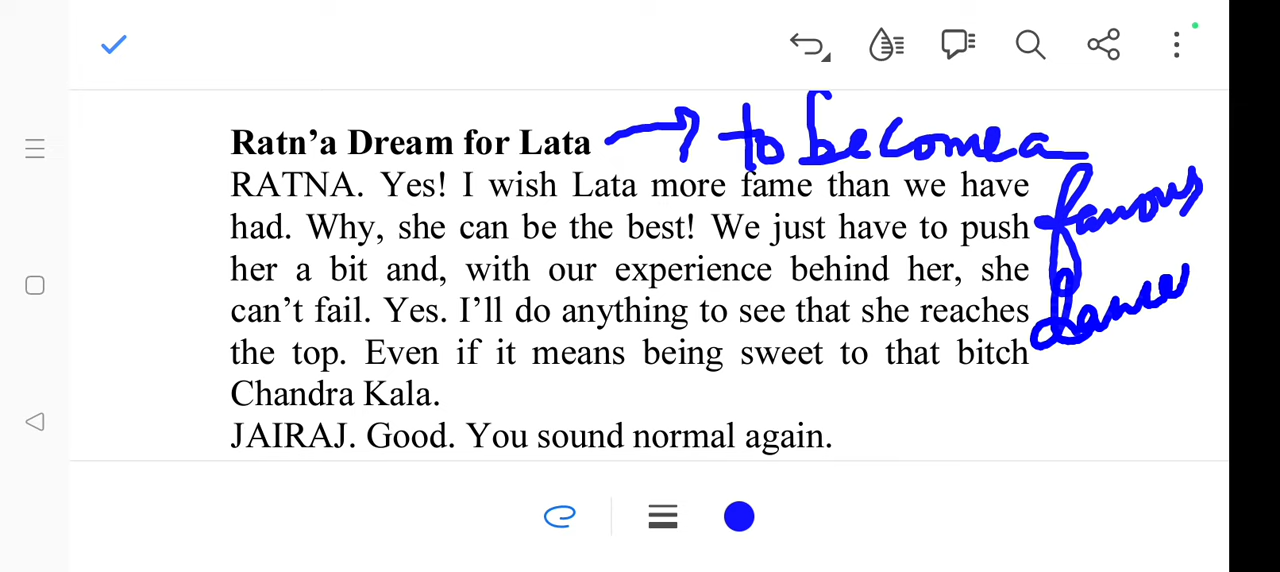 Ratn'a Dream for Lata → to become a
RATNA. Yes! I wish Lata more fame than we have
famous
had. Why, she can be the best! We just have to push
her a bit and, with our experience behind her, she
dance
can't fail. Yes. I'll do anything to see that she reaches
the top. Even if it means being sweet to that bitch
Chandra Kala.
JAIRAJ. Good. You sound normal again.